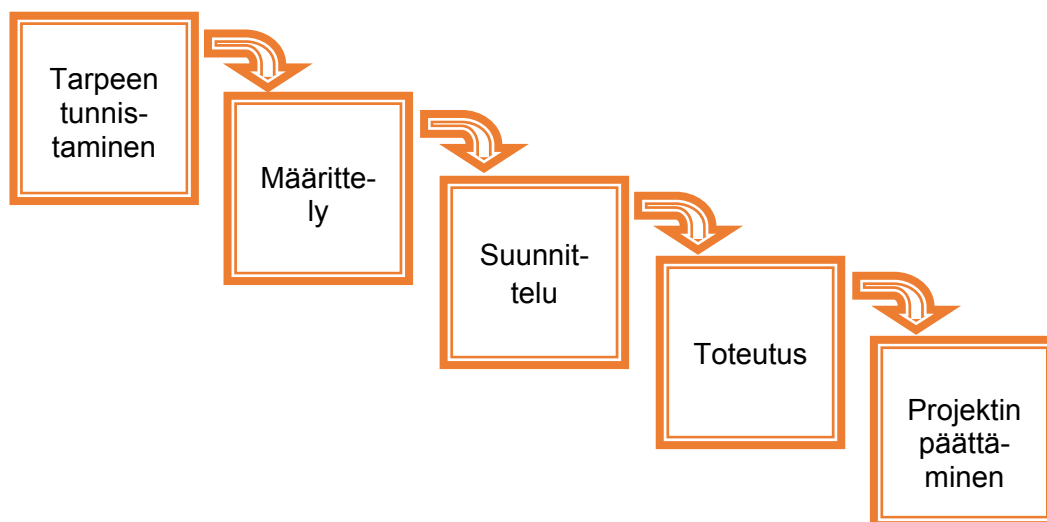 Tarpeen
tunnis-
taminen
Määritte-
ly
Suunnit-
telu
Toteutus
Projektin
päättä-
minen